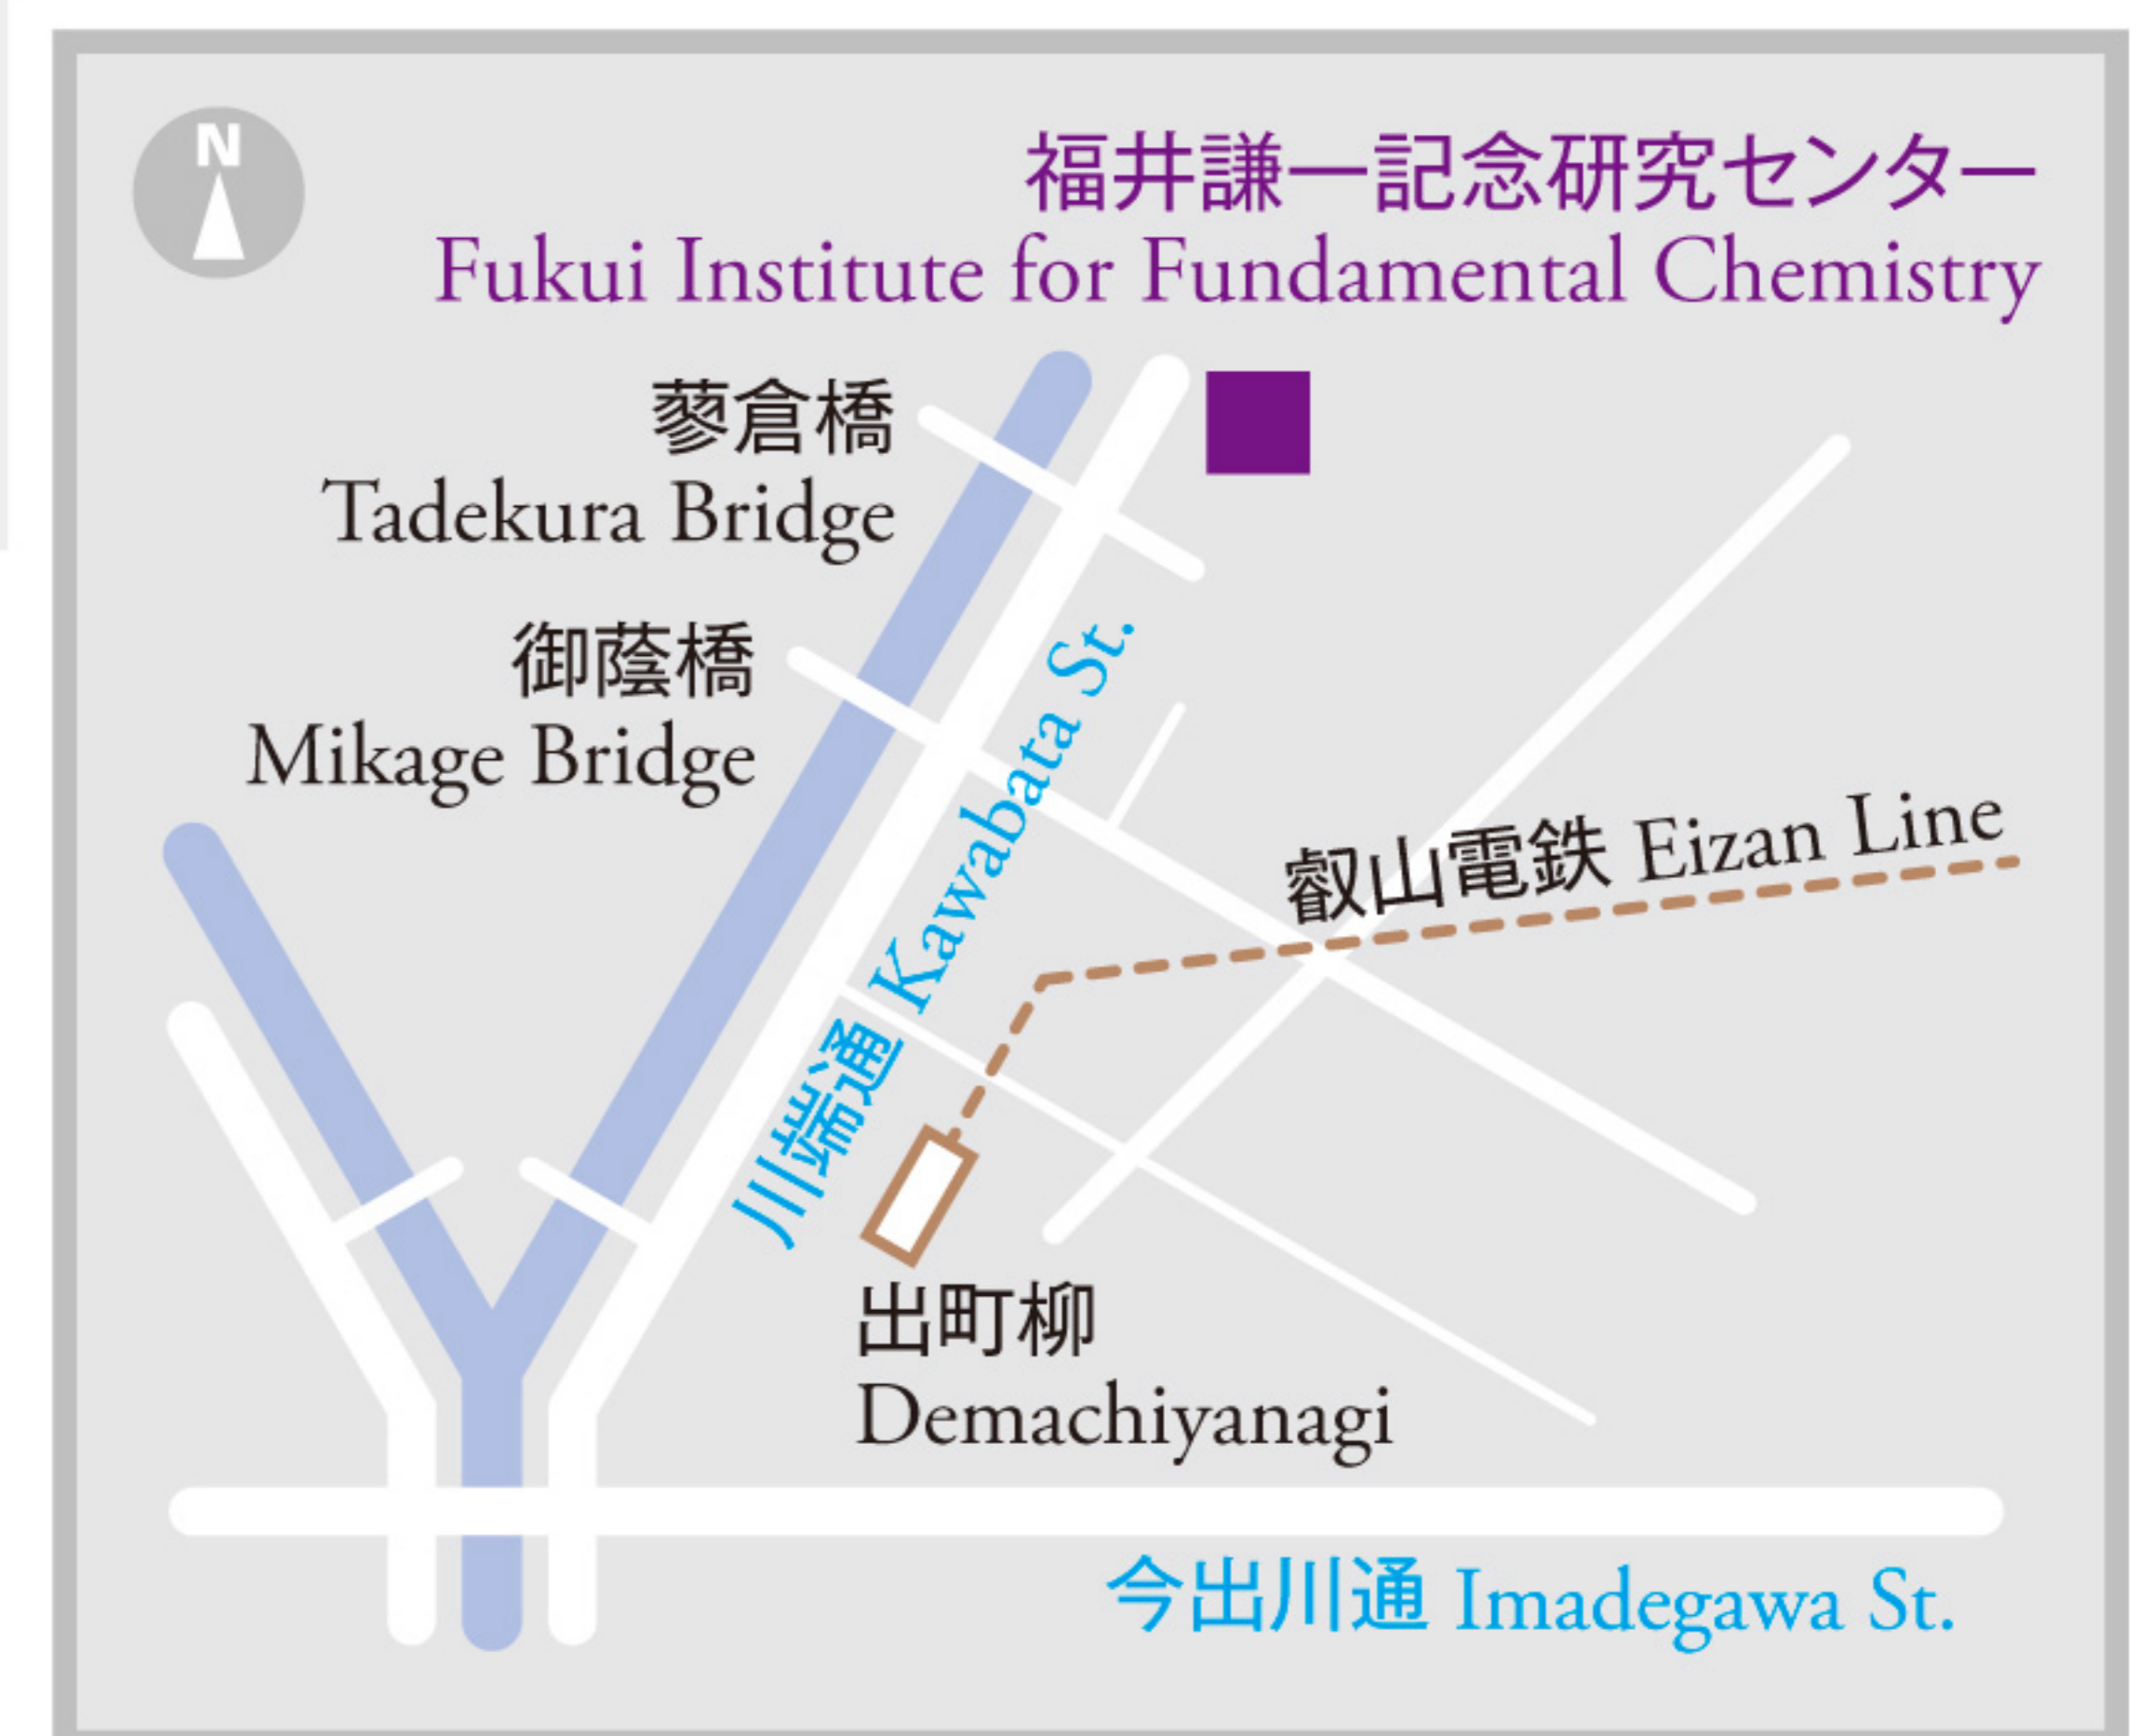 N
福井謙一記念研究センター
Fukui Institute for Fundamental Chemistry
蓼倉橋
Tadekura Bridge
御蔭橋
Mikage Bridge
川端通 Kawabata St.
叡山電鉄 Eizan Line
出町柳
Demachiyanagi
今出川通 Imadegawa St.